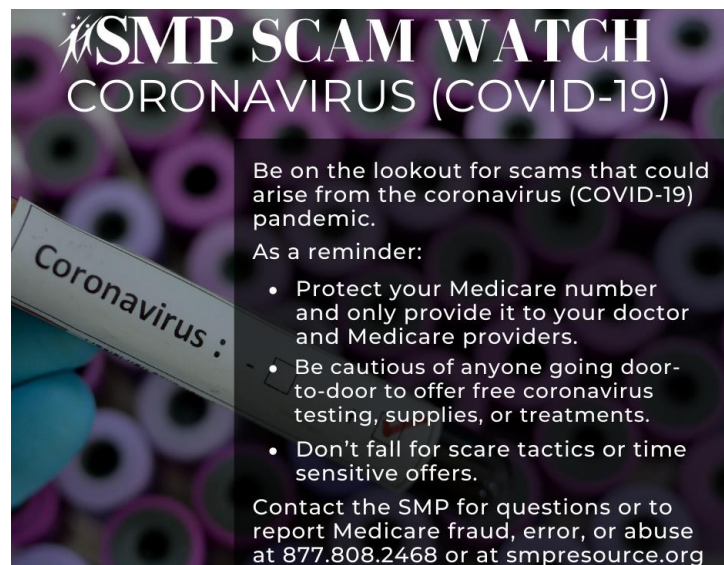 SMP SCAM WATCH
CORONAVIRUS (COVID-19)
Be on the lookout for scams that could
arise from the coronavirus (COVID-19)
pandemic.
As a reminder:
• Protect your Medicare number
and only provide it to your doctor
and Medicare providers.
• Be cautious of anyone going door-
to-door to offer free coronavirus
testing, supplies, or treatments.
• Don't fall for scare tactics or time
sensitive offers.
Contact the SMP for questions or to
report Medicare fraud, error, or abuse
at 877.808.2468 or at smpresource.org
Coronavirus :